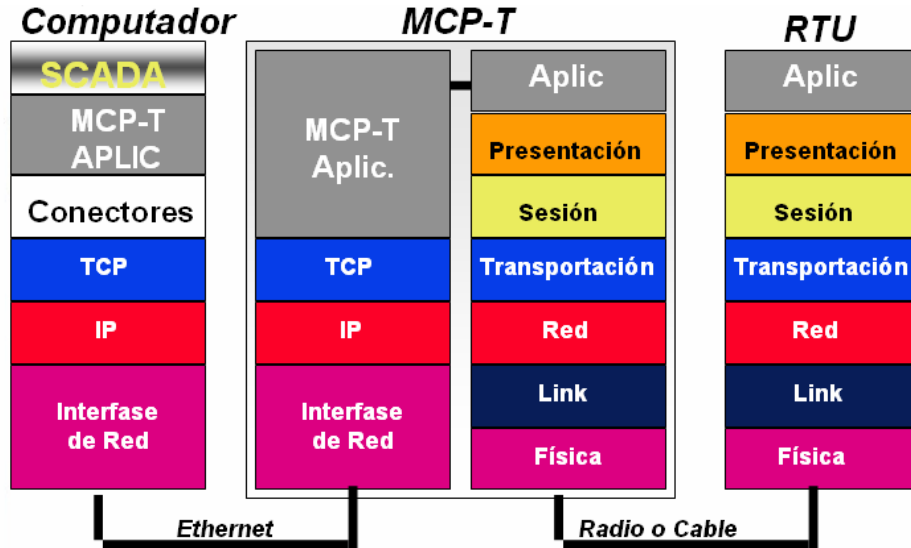 Computador
SCADA
MCP-T
APLIC
Conectores
TCP
IP
Interfase
de Red
MCP-T
MCP-T
Aplic.
TCP
IP
Interfase
de Red
Aplic
Presentación
Sesión
Transportación
Red
Link
Física
RTU
Aplic
Presentación
Sesión
Transportación
Red
Link
Física
Ethernet
Radio o Cable